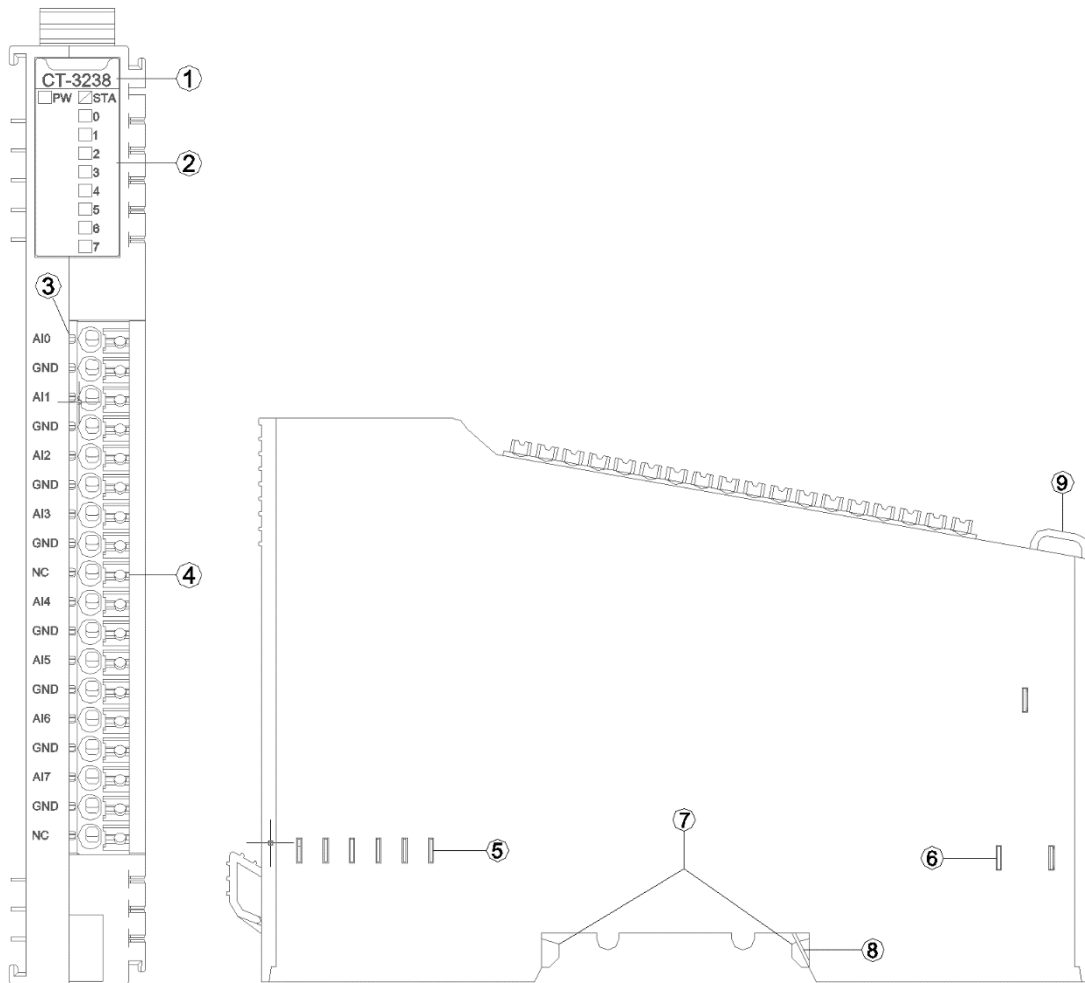 CT-3238
①
PW STA
0
1
2
②
3
4
5
6
7
③
AI0
GND
AI1
GND
AI2
GND
⑨
AI3
GND
NC
④
AI4
GND
AI5
GND
AI6
GND
AI7
GND
⑦
NC
⑤
⑥
⑧